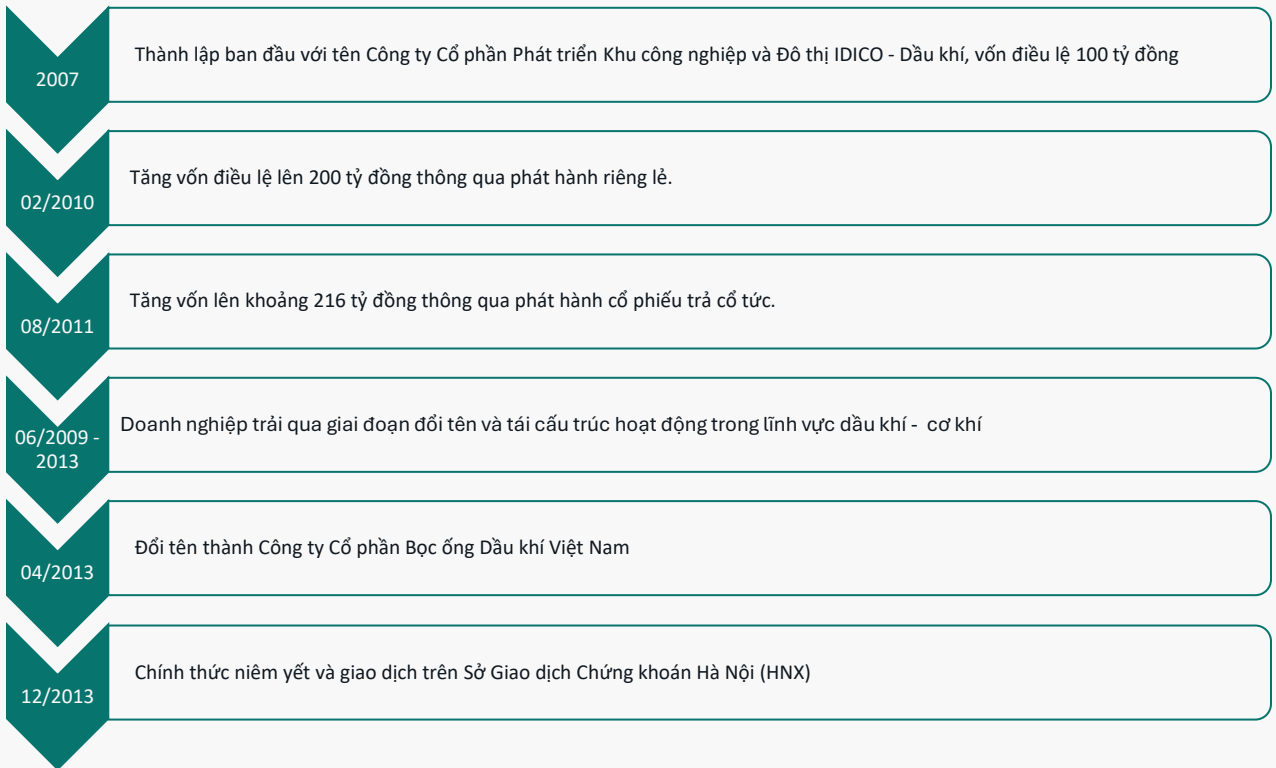 2007
Thành lập ban đầu với tên Công ty Cổ phần Phát triển Khu công nghiệp và Đô thị IDICO - Dầu khí, vốn điều lệ 100 tỷ đồng
02/2010
Tăng vốn điều lệ lên 200 tỷ đồng thông qua phát hành riêng lẻ.
08/2011
Tăng vốn lên khoảng 216 tỷ đồng thông qua phát hành cổ phiếu trả cổ tức.
06/2009 -
2013
Doanh nghiệp trải qua giai đoạn đổi tên và tái cấu trúc hoạt động trong lĩnh vực dầu khí - cơ khí
04/2013
Đổi tên thành Công ty Cổ phần Bọc ống Dầu khí Việt Nam
12/2013
Chính thức niêm yết và giao dịch trên Sở Giao dịch Chứng khoán Hà Nội (HNX)